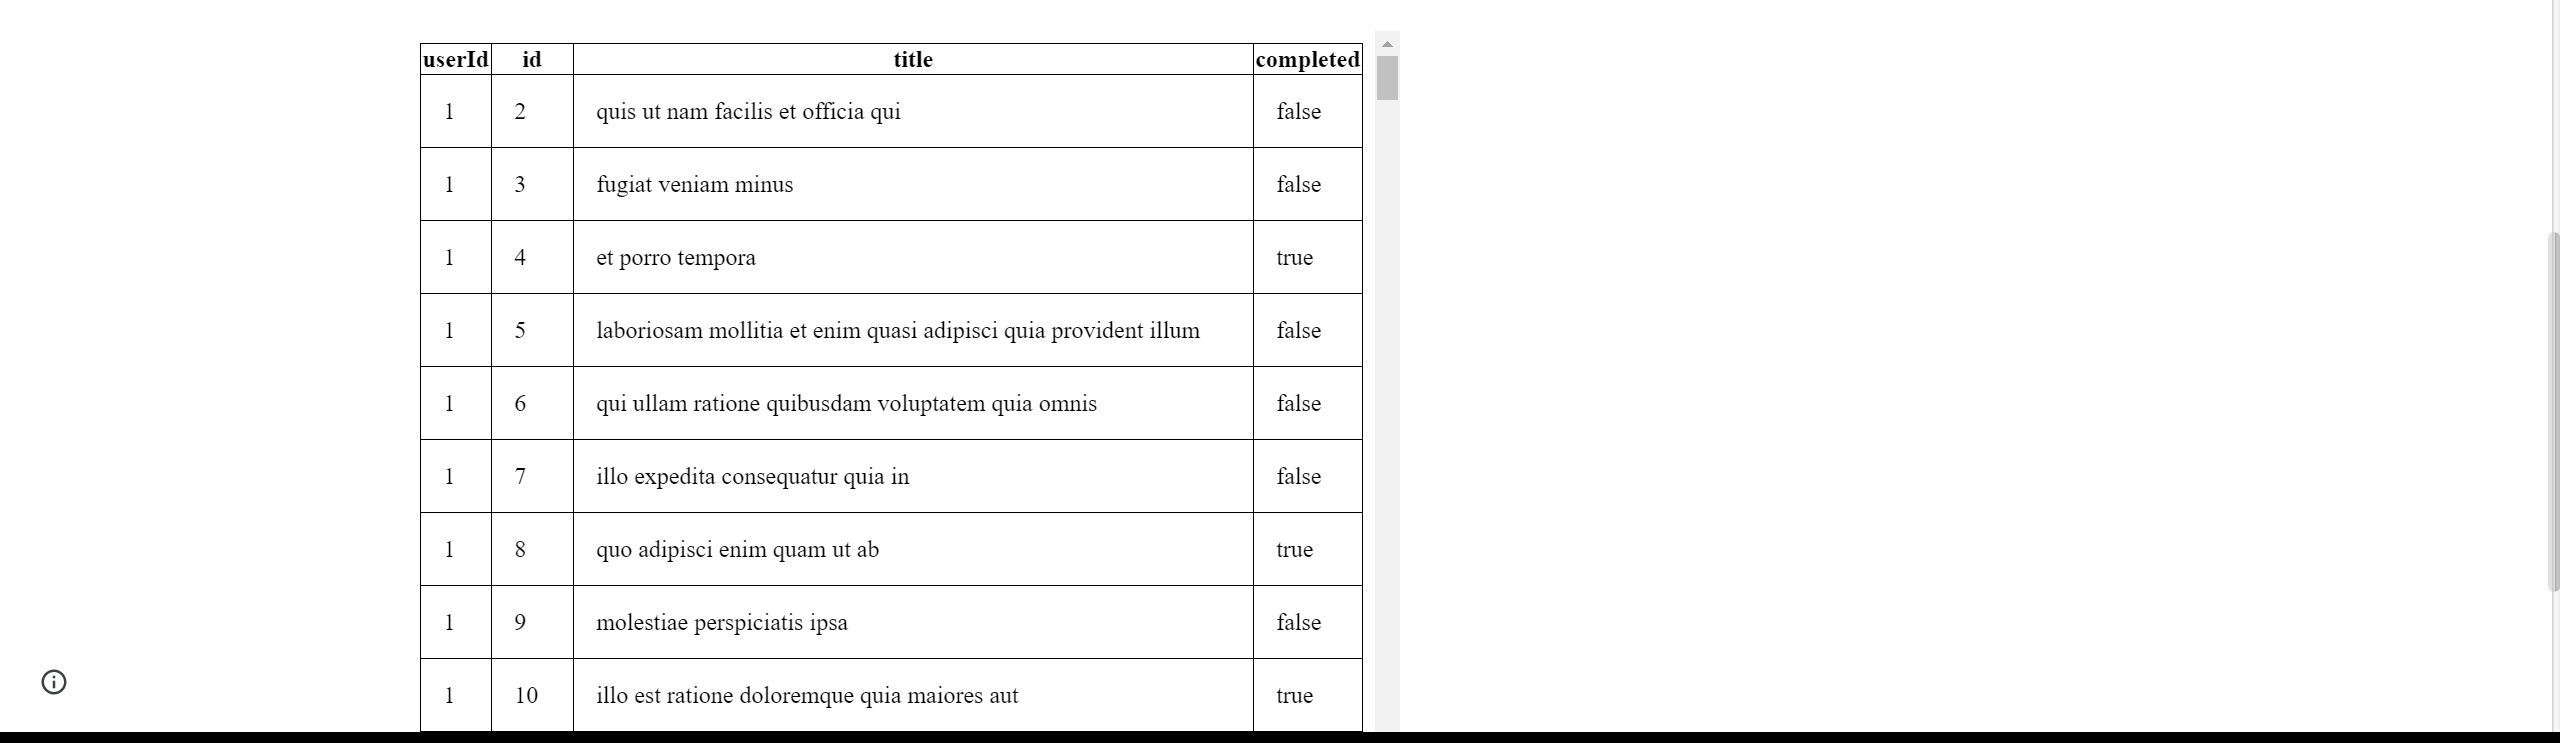 userId id title completed
1 2 quis ut nam facilis et officia qui false
1 3 fugiat veniam minus false
1 4 et porro tempora true
1 5 laboriosam mollitia et enim quasi adipisci quia provident illum false
1 6 qui ullam ratione quibusdam voluptatem quia omnis false
1 7 illo expedita consequatur quia in false
1 8 quo adipisci enim quam ut ab true
1 9 molestiae perspiciatis ipsa false
1 10 illo est ratione doloremque quia maiores aut true